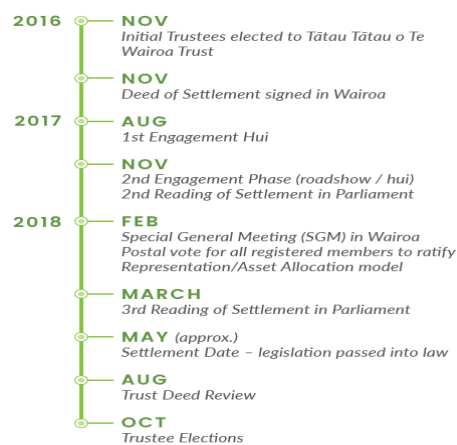 2016 NOV
Initial Trustees elected to Tātau Tātau o Te
Wairoa Trust
NOV
Deed of Settlement signed in Wairoa
2017 AUG
1st Engagement Hui
NOV
2nd Engagement Phase (roadshow / hui)
2nd Reading of Settlement in Parliament
2018 FEB
Special General Meeting (SGM) in Wairoa
Postal vote for all registered members to ratify
Representation/Asset Allocation model
MARCH
3rd Reading of Settlement in Parliament
MAY (approx.)
Settlement Date – legislation passed into law
AUG
Trust Deed Review
OCT
Trustee Elections